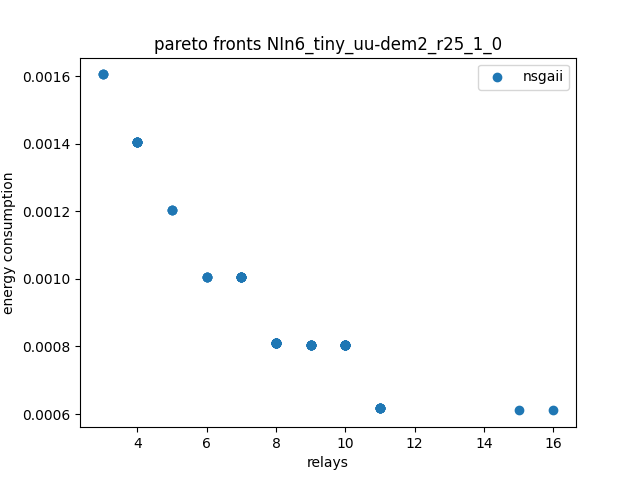 pareto fronts NIn6_tiny_uu-dem2_r25_1_0
nsgaii
energy consumption
0.0016
0.0014
0.0012
0.0010
0.0008
0.0006
4 6 8 10 12 14 16
relays